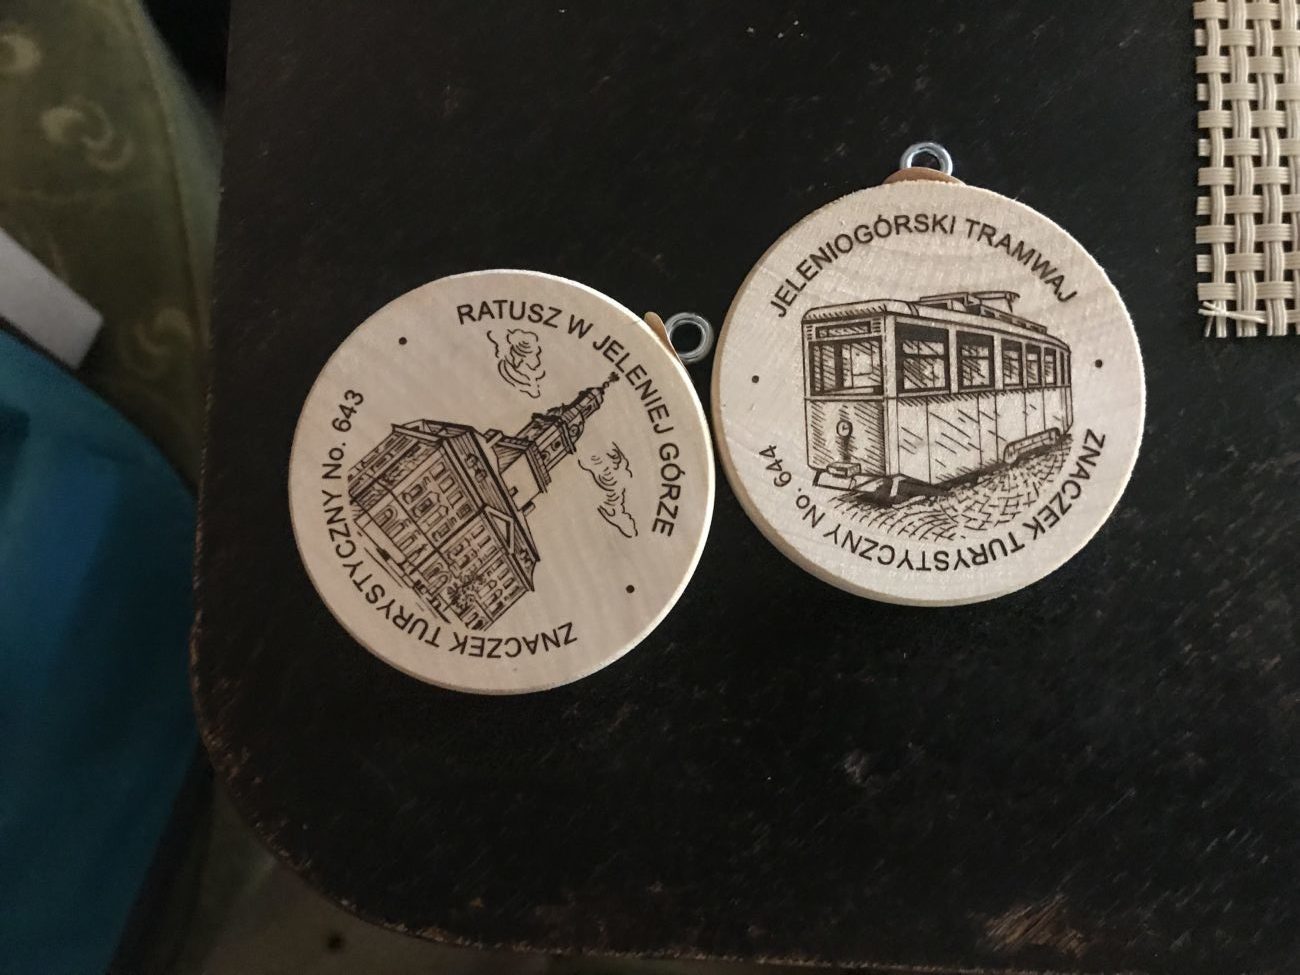 RATUSZ W JELENIEJ GÓRZE
ZNACZEK TURYSTYCZNY No. 643
JELENIOGÓRSKI TRAMWAJ
ZNACZEK TURYSTYCZNY No. 644